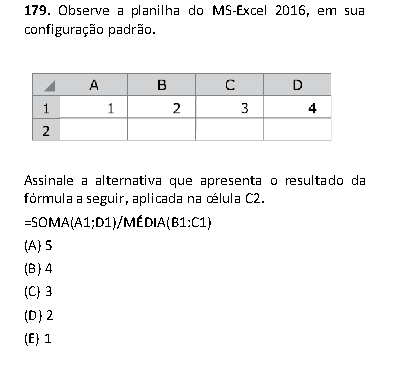 179. Observe a planilha do MS-Excel 2016, em sua
configuração padrão.
A B C D
1 1 2 3 4
2
Assinale a alternativa que apresenta o resultado da
fórmula a seguir, aplicada na célula C2.
=SOMA(A1;D1)/MÉDIA(B1:C1)
(A) 5
(B) 4
(C) 3
(D) 2
(E) 1